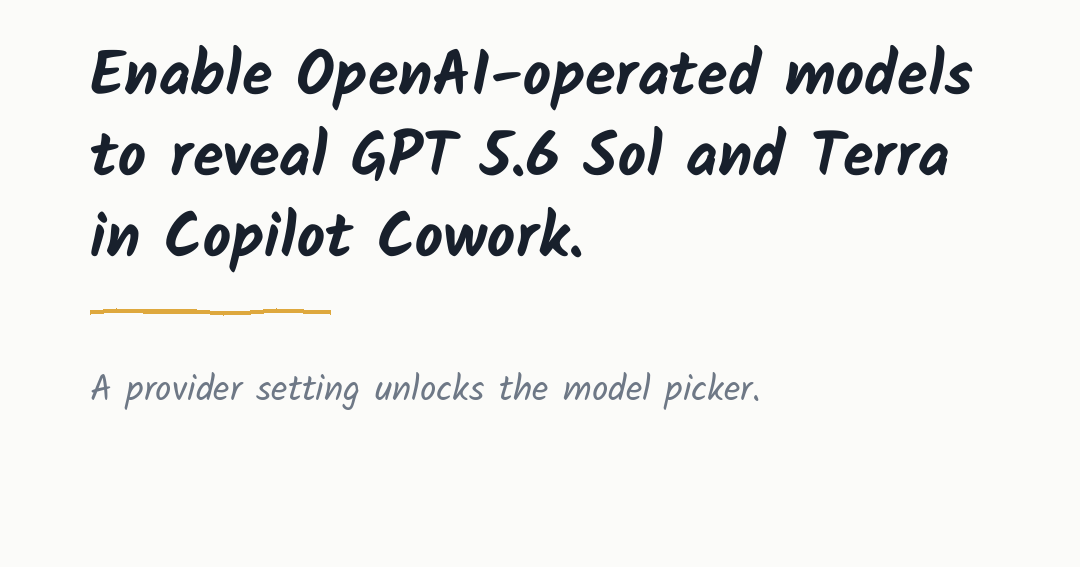 Enable OpenAI-operated models
to reveal GPT 5.6 Sol and Terra
in Copilot Cowork.
A provider setting unlocks the model picker.